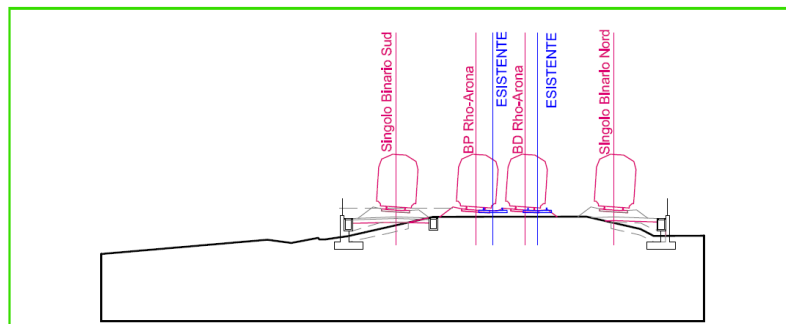 Singolo Binario Sud
BP Rho-Arona
ESISTENTE
BD Rho-Arona
ESISTENTE
Singolo Binario Nord